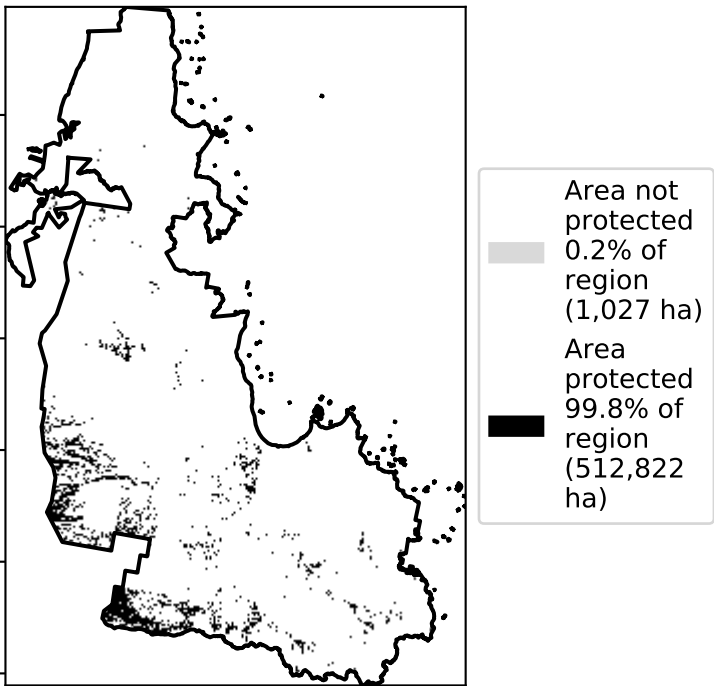 Area not
protected
0.2% of
region
(1,027 ha)
Area
protected
99.8% of
region
(512,822
ha)